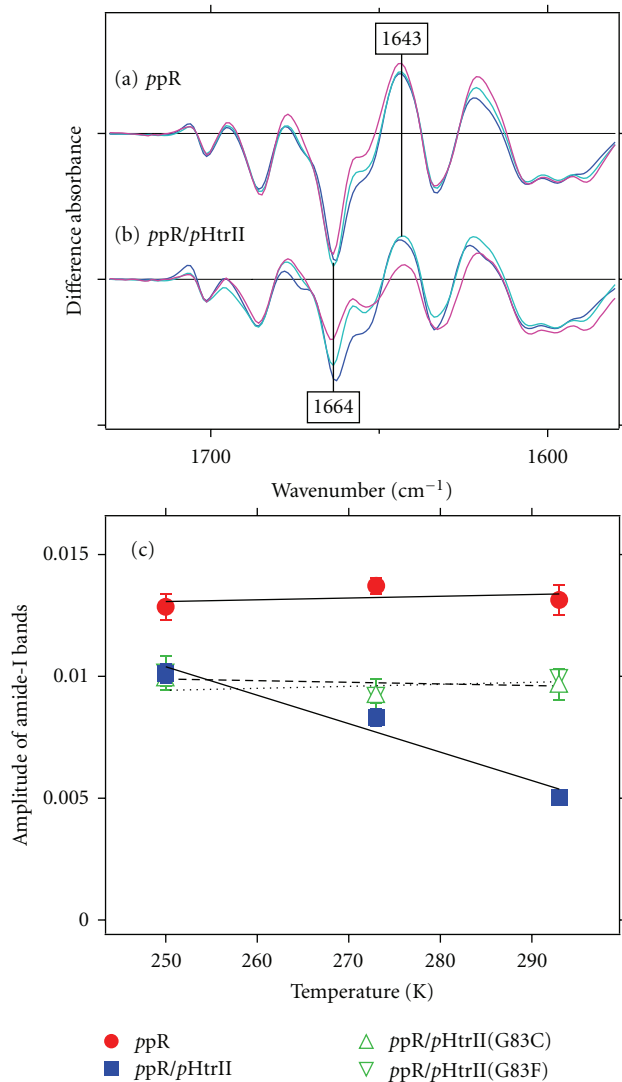 1643
(a) ppR
(b) ppR/pHtrII
Difference absorbance
1664
1700
1600
Wavenumber (cm−1)
(c)
0.015
0.01
0.005
0
Amplitude of amide-I bands
250
260
270
280
290
Temperature (K)
ppR
ppR/pHtrII
ppR/pHtrII(G83C)
ppR/pHtrII(G83F)